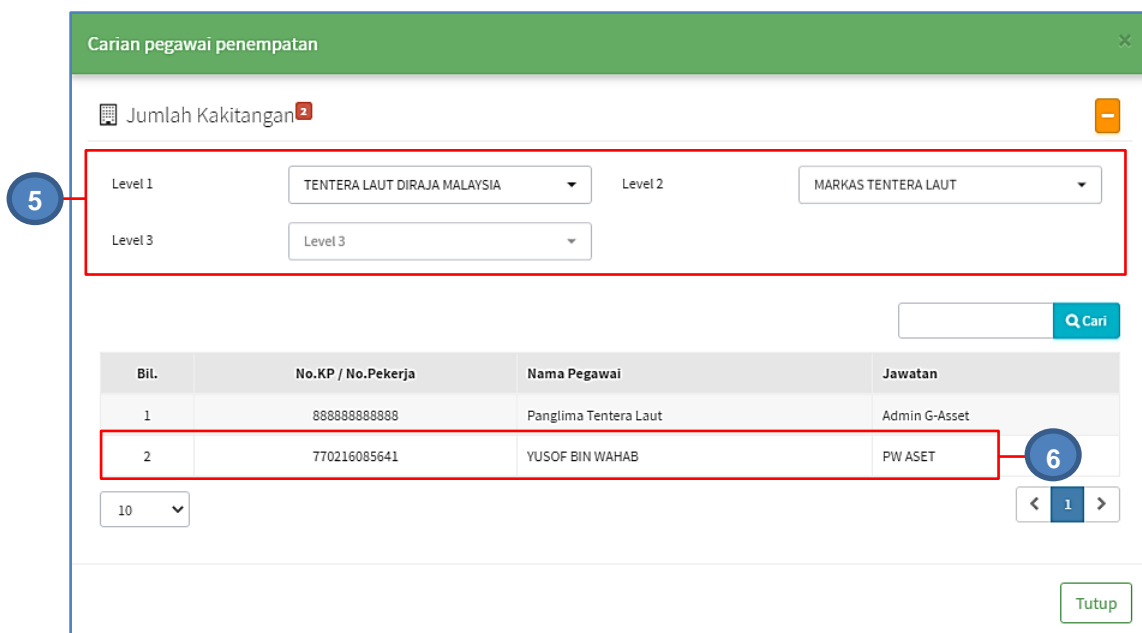 Carian pegawai penempatan ×
Jumlah Kakitangan 2
Level 1 TENTERA LAUT DIRAJA MALAYSIA Level 2 MARKAS TENTERA LAUT
5
Level 3 Level 3
Cari
Bil. No.KP / No.Pekerja Nama Pegawai Jawatan
1 888888888888 Panglima Tentera Laut Admin G-Asset
2 770216085641 YUSOF BIN WAHAB PW ASET 6
10 1
Tutup